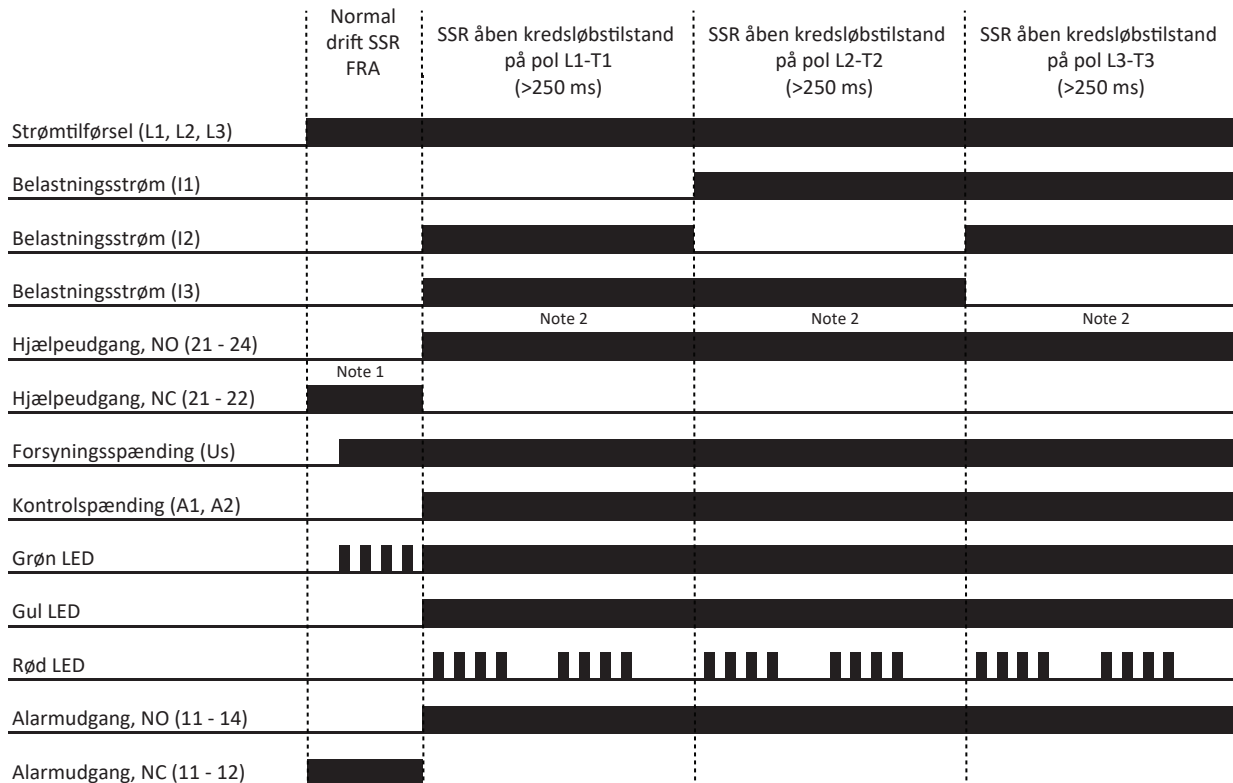 Normal
drift SSR
FRA
SSR åben kredsløbstilstand
på pol L1-T1
(>250 ms)
SSR åben kredsløbstilstand
på pol L2-T2
(>250 ms)
SSR åben kredsløbstilstand
på pol L3-T3
(>250 ms)
Strømtilførsel (L1, L2, L3)
Belastningsstrøm (I1)
Belastningsstrøm (I2)
Belastningsstrøm (I3)
Note 2
Note 2
Note 2
Hjælpeudgang, NO (21 - 24)
Note 1
Hjælpeudgang, NC (21 - 22)
Forsyningsspænding (Us)
Kontrolspænding (A1, A2)
Grøn LED
Gul LED
Rød LED
Alarmudgang, NO (11 - 14)
Alarmudgang, NC (11 - 12)